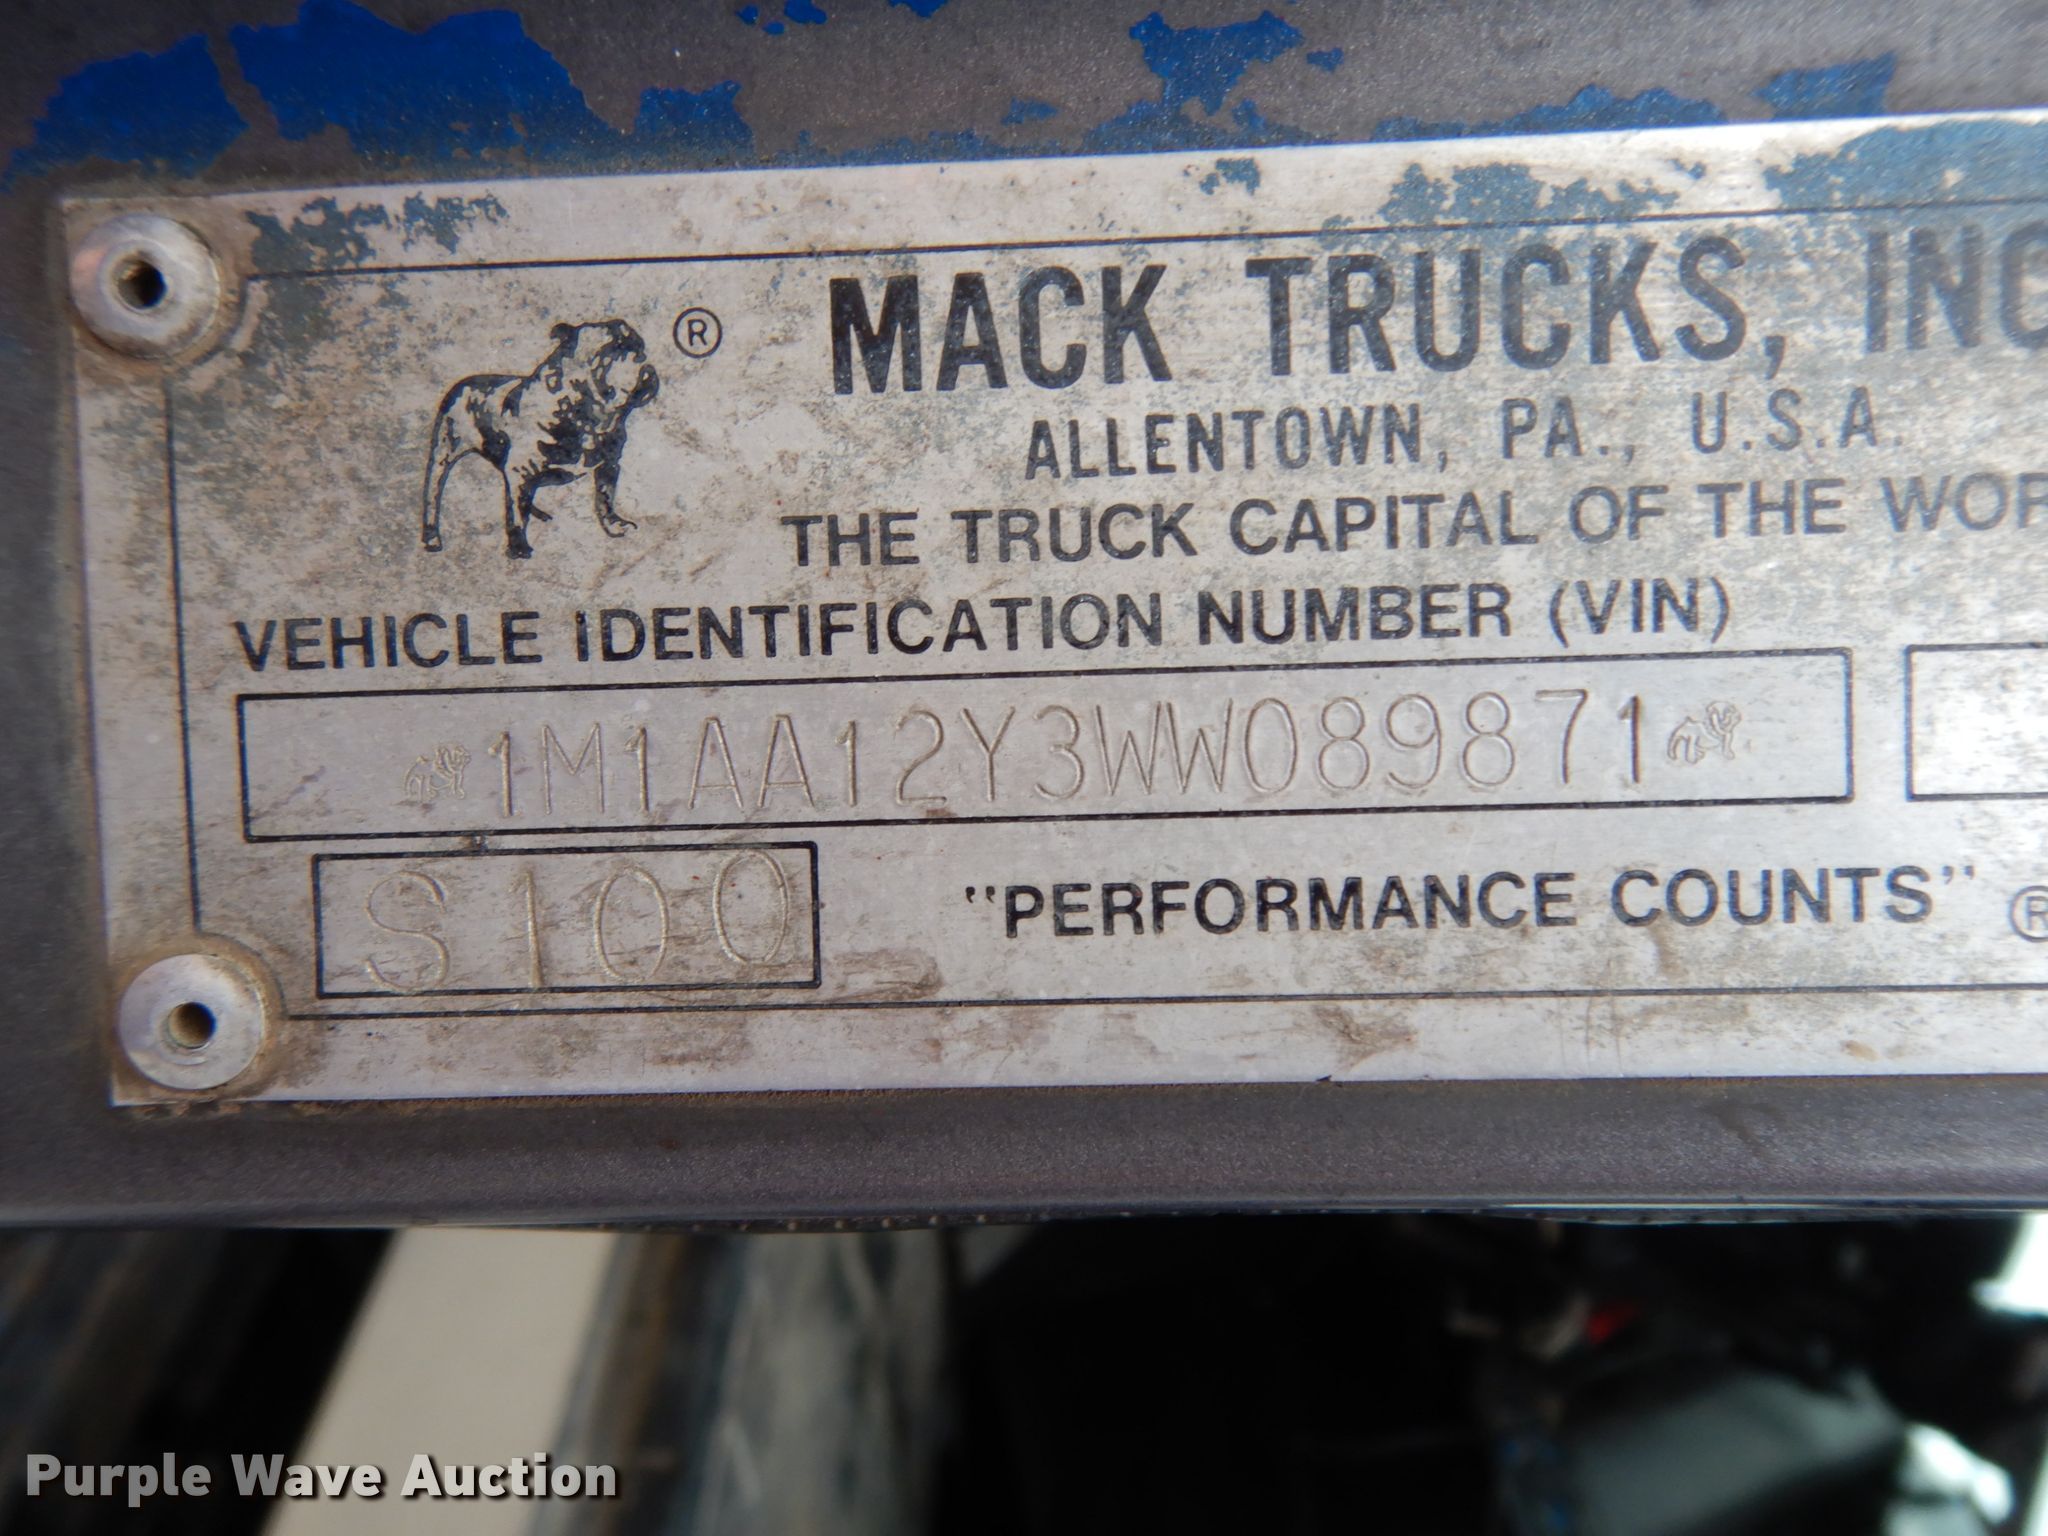 ®
MACK TRUCKS, INC
ALLENTOWN, PA., U.S.A.
THE TRUCK CAPITAL OF THE WOR
VEHICLE IDENTIFICATION NUMBER (VIN)
1M1AA12Y3WW089871
S100
"PERFORMANCE COUNTS" ®
Purple Wave Auction